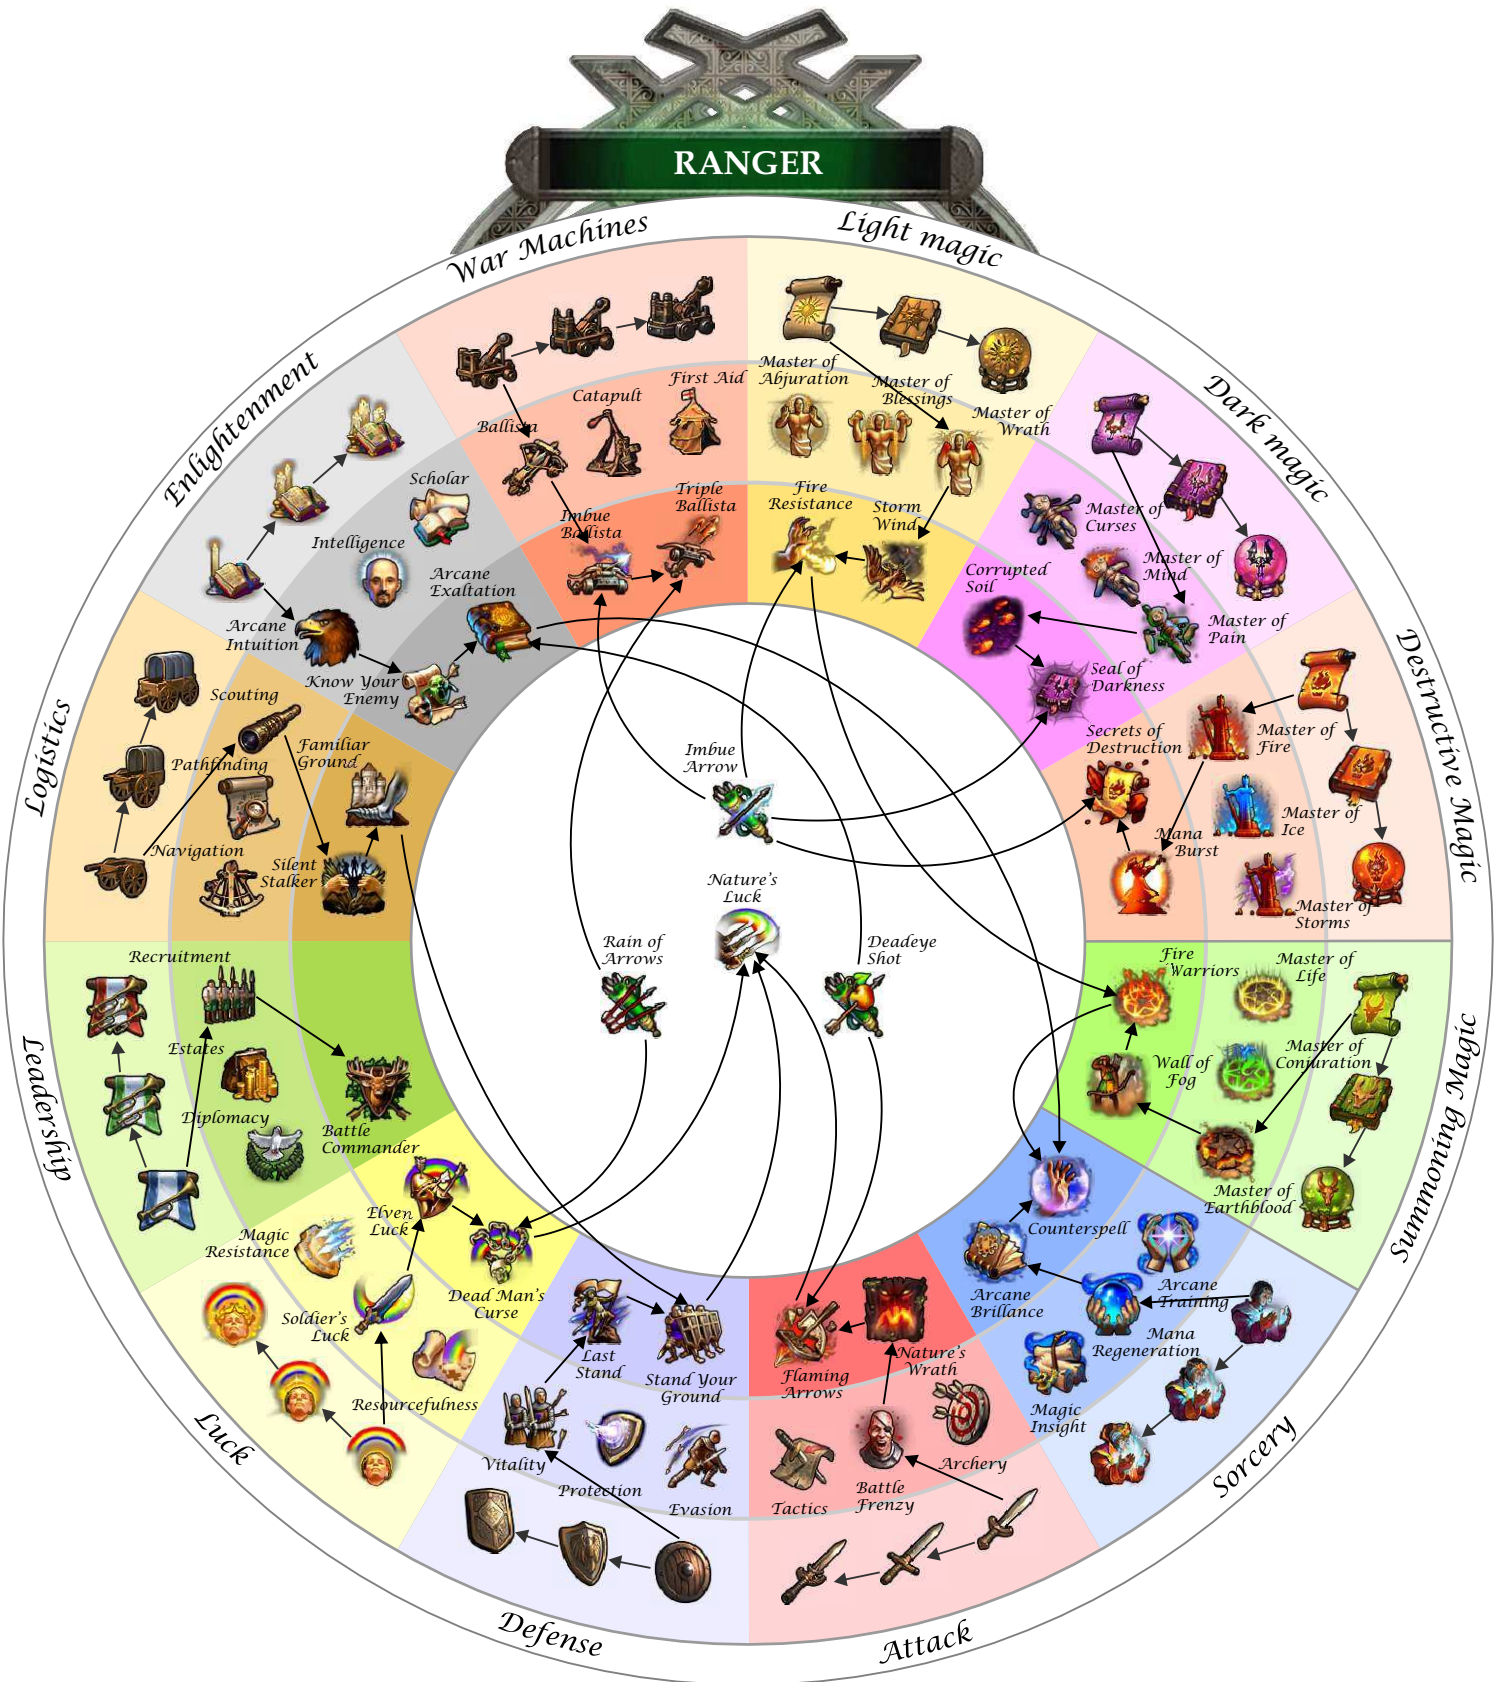 RANGER
War Machines
Light magic
Dark magic
Destructive Magic
Summoning Magic
Sorcery
Attack
Defense
Luck
Leadership
Logistics
Enlightenment
Ballista
Catapult
First Aid
Imbue
Ballista
Triple
Ballista
Master of
Abjuration
Master of
Blessings
Master of
Wrath
Fire
Resistance
Storm
Wind
Master of
Curses
Master of
Mind
Master of
Pain
Corrupted
Soil
Seal of
Darkness
Secrets of
Destruction
Master of
Fire
Master of
Ice
Master of
Storms
Mana
Burst
Fire
Warriors
Master of
Life
Master of
Conjuration
Wall of
Fog
Master of
Earthblood
Counterspell
Arcane
Brillance
Arcane
Training
Mana
Regeneration
Magic
Insight
Nature's
Wrath
Flaming
Arrows
Archery
Battle
Frenzy
Tactics
Last
Stand
Stand Your
Ground
Vitality
Protection
Evasion
Elven
Luck
Dead Man's
Curse
Magic
Resistance
Soldier's
Luck
Resourcefulness
Recruitment
Estates
Diplomacy
Battle
Commander
Scouting
Pathfinding
Navigation
Familiar
Ground
Silent
Stalker
Scholar
Intelligence
Arcane
Exaltation
Arcane
Intuition
Know Your
Enemy
Imbue
Arrow
Nature's
Luck
Rain of
Arrows
Deadeye
Shot